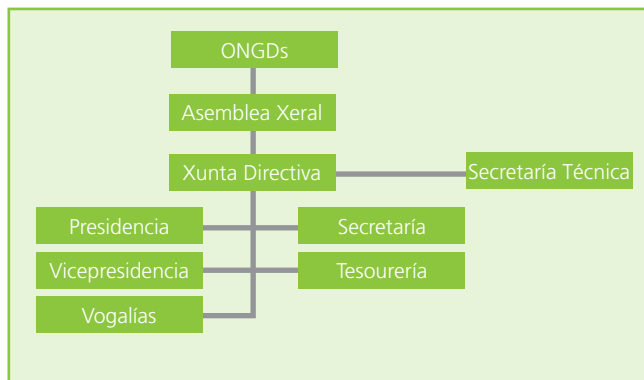 ONGDs
Asemblea Xeral
Xunta Directiva
Secretaría Técnica
Presidencia
Secretaría
Vicepresidencia
Tesourería
Vogalías